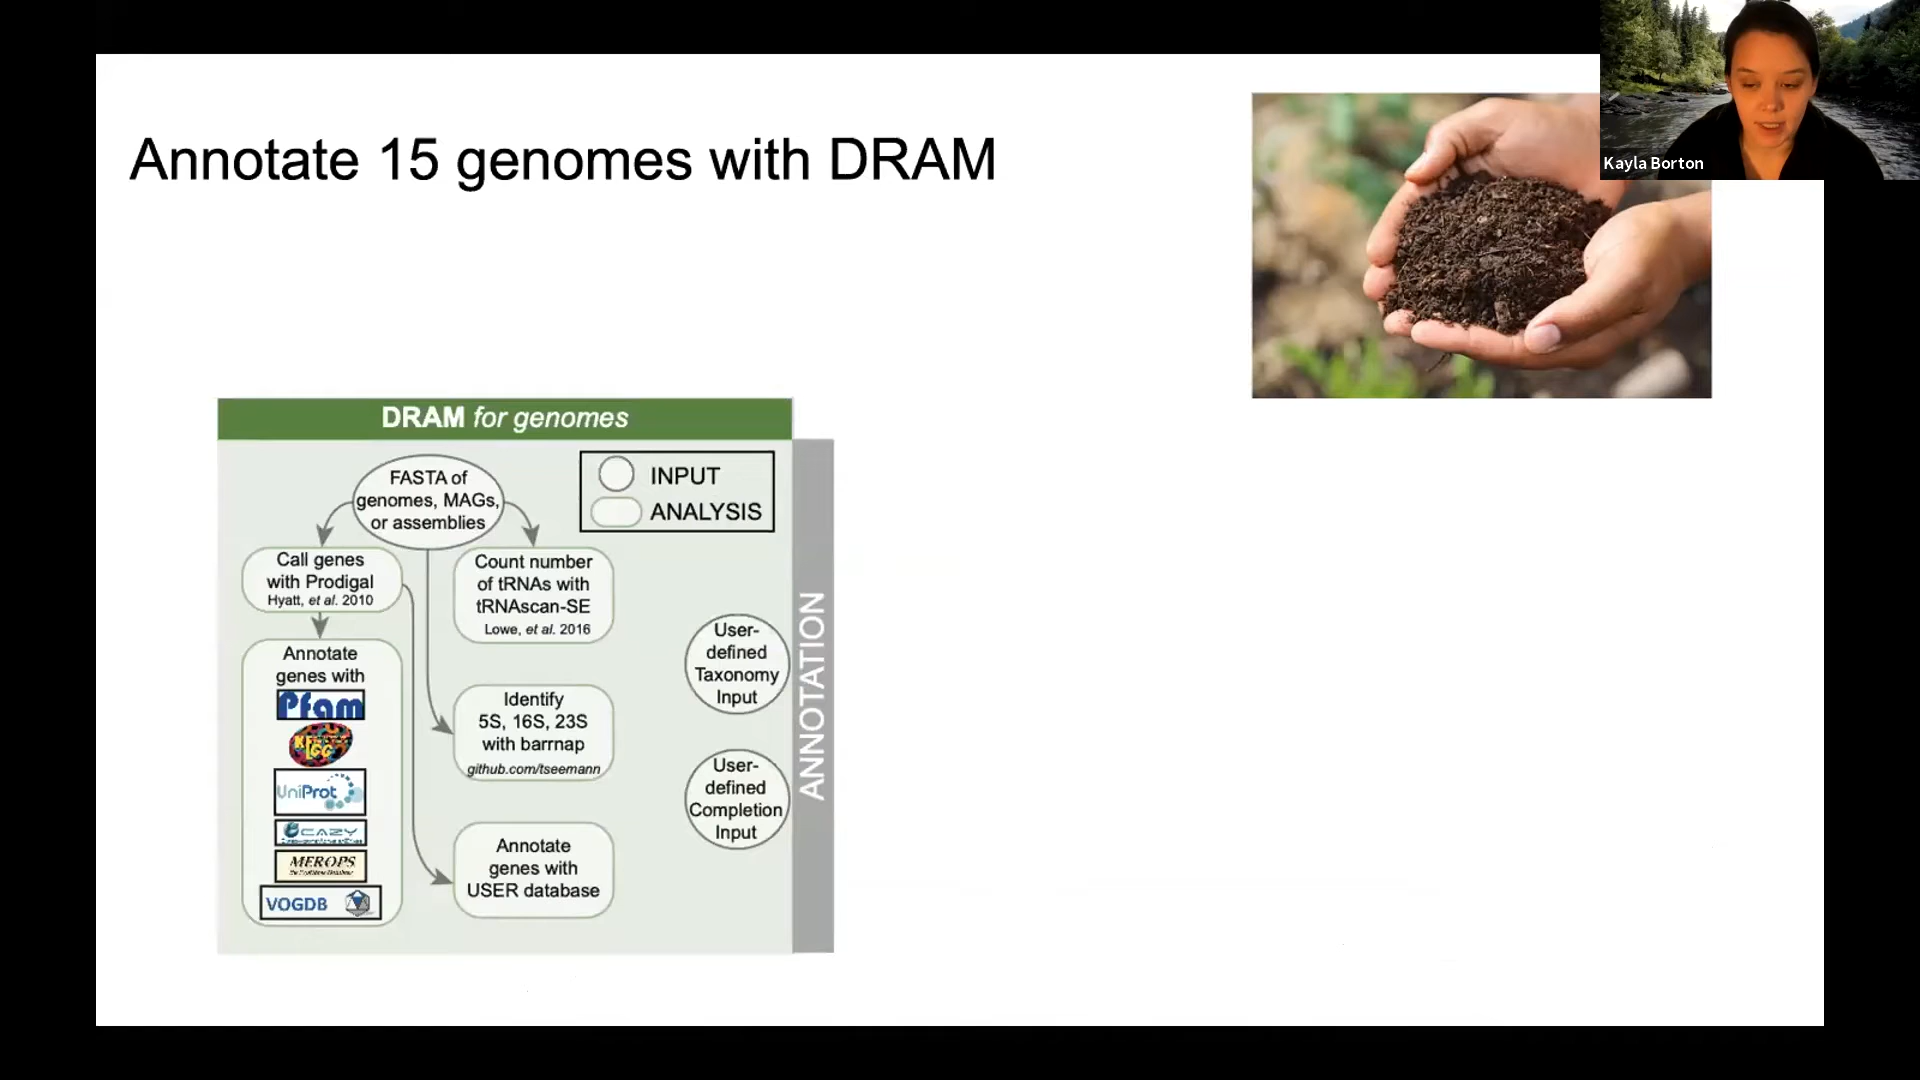 Annotate 15 genomes with DRAM
Kayla Borton
DRAM for genomes
FASTA of
genomes, MAGs,
or assemblies
INPUT
ANALYSIS
Call genes
with Prodigal
Hyatt, et al. 2010
Count number
of tRNAs with
tRNAscan-SE
Lowe, et al. 2016
Annotate
genes with
Pfam
KEGG
UniProt
CAZY
MEROPS
VOGDB
Identify
5S, 16S, 23S
with barrnap
github.com/tseemann
Annotate
genes with
USER database
User-
defined
Taxonomy
Input
User-
defined
Completion
Input
ANNOTATION